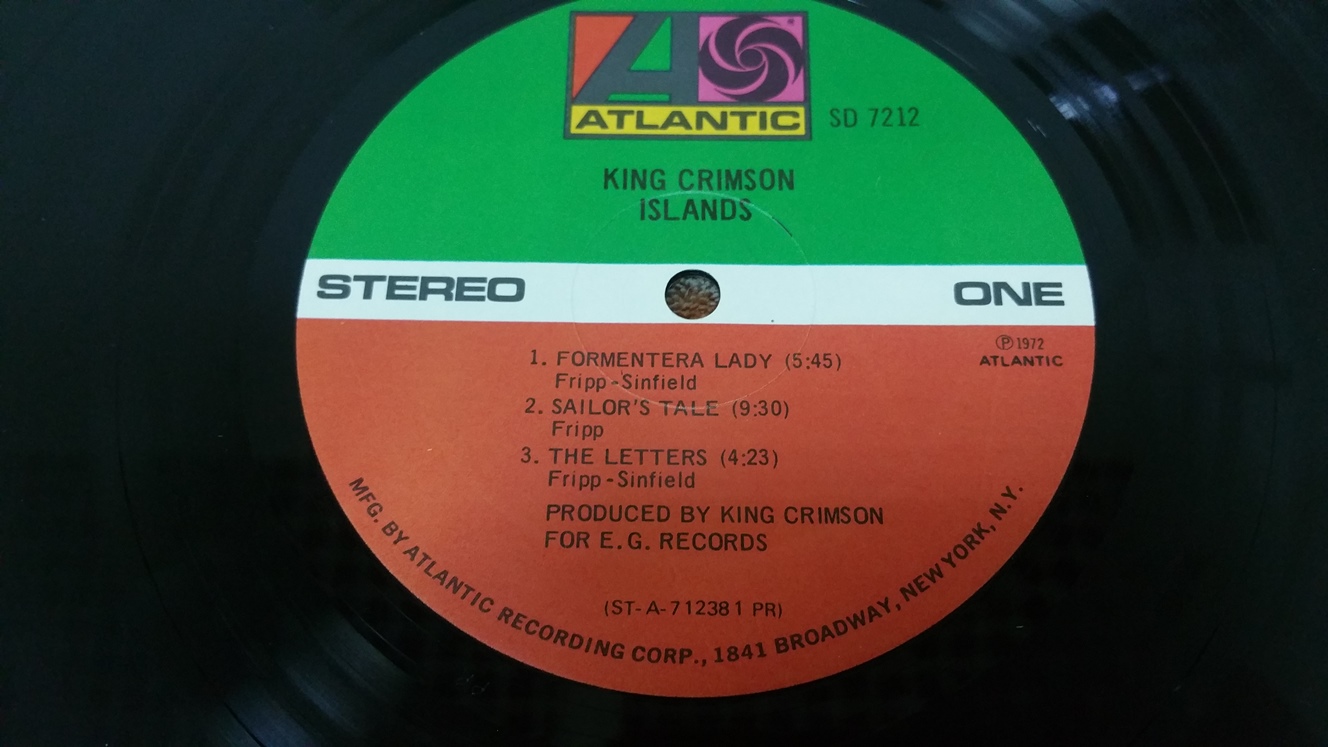 ATLANTIC
SD 7212
KING CRIMSON
ISLANDS
STEREO
ONE
℗ 1972
ATLANTIC
1. FORMENTERA LADY (5:45)
Fripp-Sinfield
2. SAILOR'S TALE (9:30)
Fripp
3. THE LETTERS (4:23)
Fripp-Sinfield
PRODUCED BY KING CRIMSON
FOR E.G. RECORDS
(ST-A-712381 PR)
MFG. BY ATLANTIC RECORDING CORP., 1841 BROADWAY, NEW YORK, N.Y.